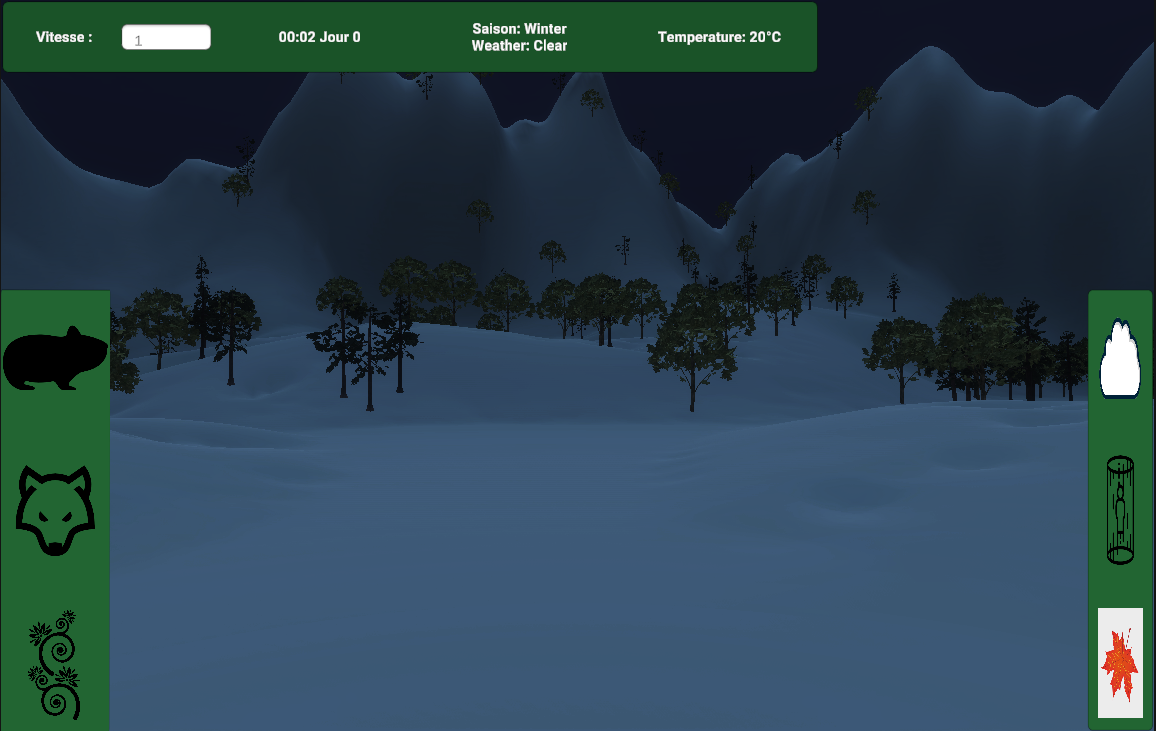 Vitesse :
1
00:02 Jour 0
Saison: Winter
Weather: Clear
Temperature: 20°C